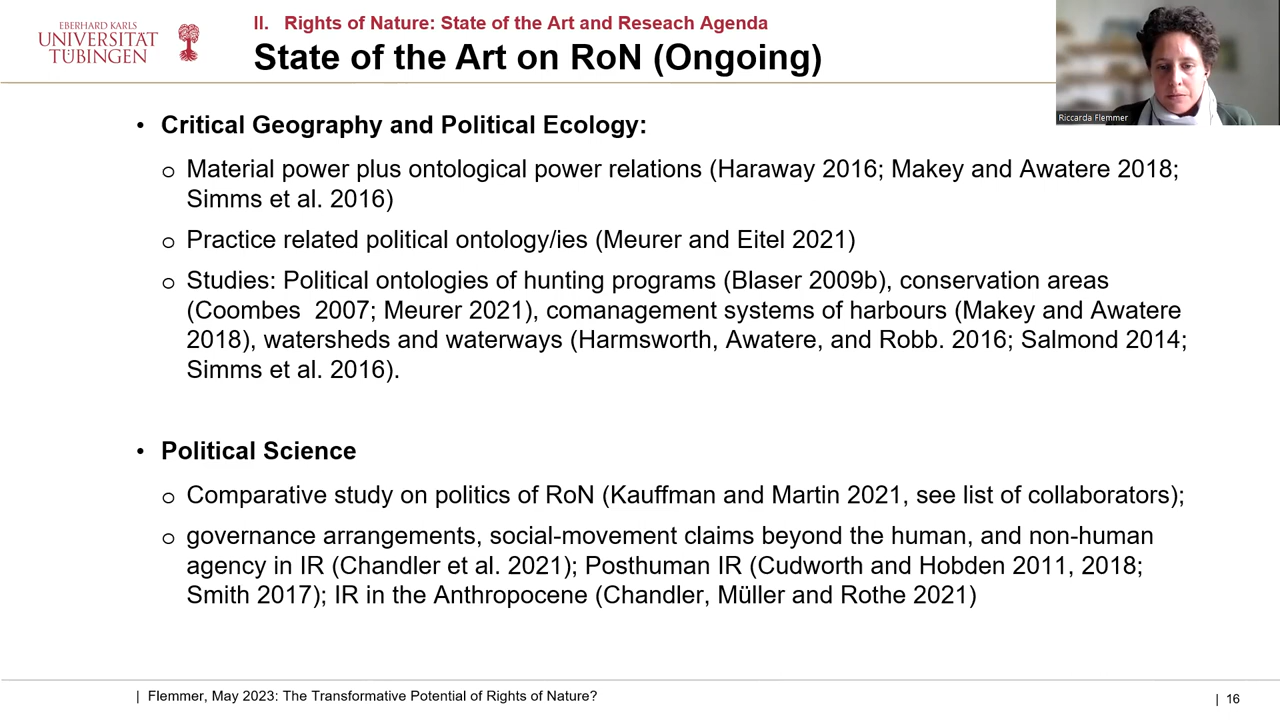 EBERHARD KARLS
UNIVERSITÄT
TÜBINGEN
II. Rights of Nature: State of the Art and Reseach Agenda
State of the Art on RoN (Ongoing)
Riccarda Flemmer
• Critical Geography and Political Ecology:
o Material power plus ontological power relations (Haraway 2016; Makey and Awatere 2018;
Simms et al. 2016)
o Practice related political ontology/ies (Meurer and Eitel 2021)
o Studies: Political ontologies of hunting programs (Blaser 2009b), conservation areas
(Coombes 2007; Meurer 2021), comanagement systems of harbours (Makey and Awatere
2018), watersheds and waterways (Harmsworth, Awatere, and Robb. 2016; Salmond 2014;
Simms et al. 2016).
• Political Science
o Comparative study on politics of RoN (Kauffman and Martin 2021, see list of collaborators);
o governance arrangements, social-movement claims beyond the human, and non-human
agency in IR (Chandler et al. 2021); Posthuman IR (Cudworth and Hobden 2011, 2018;
Smith 2017); IR in the Anthropocene (Chandler, Müller and Rothe 2021)
| Flemmer, May 2023: The Transformative Potential of Rights of Nature?
| 16